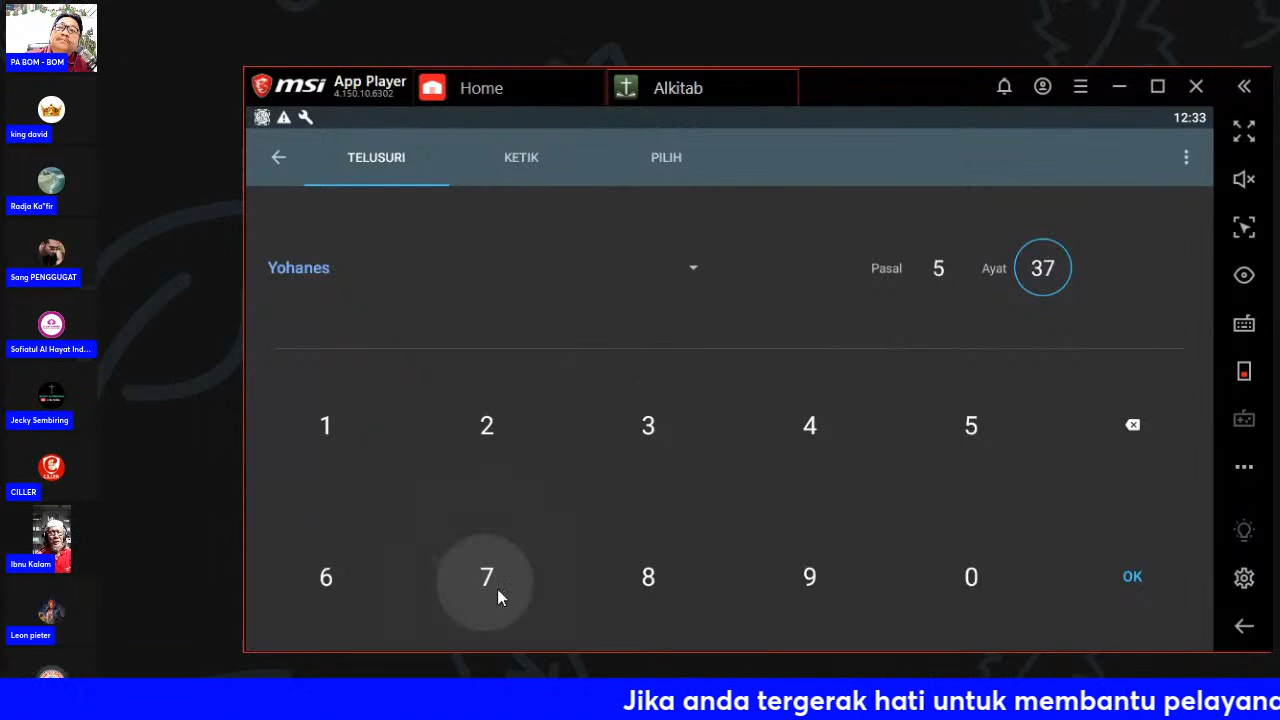 PA BOM - BOM
king david
Radja Ka"fir
Sang PENGGUGAT
Sofiatul Al Hayat Ind...
Jecky Sembiring
CILLER
CILLER
Ibnu Kalam
Leon pieter
msi App Player
4.150.10.6302
Home
Alkitab
12:33
TELUSURI
KETIK
PILIH
Yohanes
Pasal 5 Ayat 37
1 2 3 4 5
6 7 8 9 0 OK
Jika anda tergerak hati untuk membantu pelayana